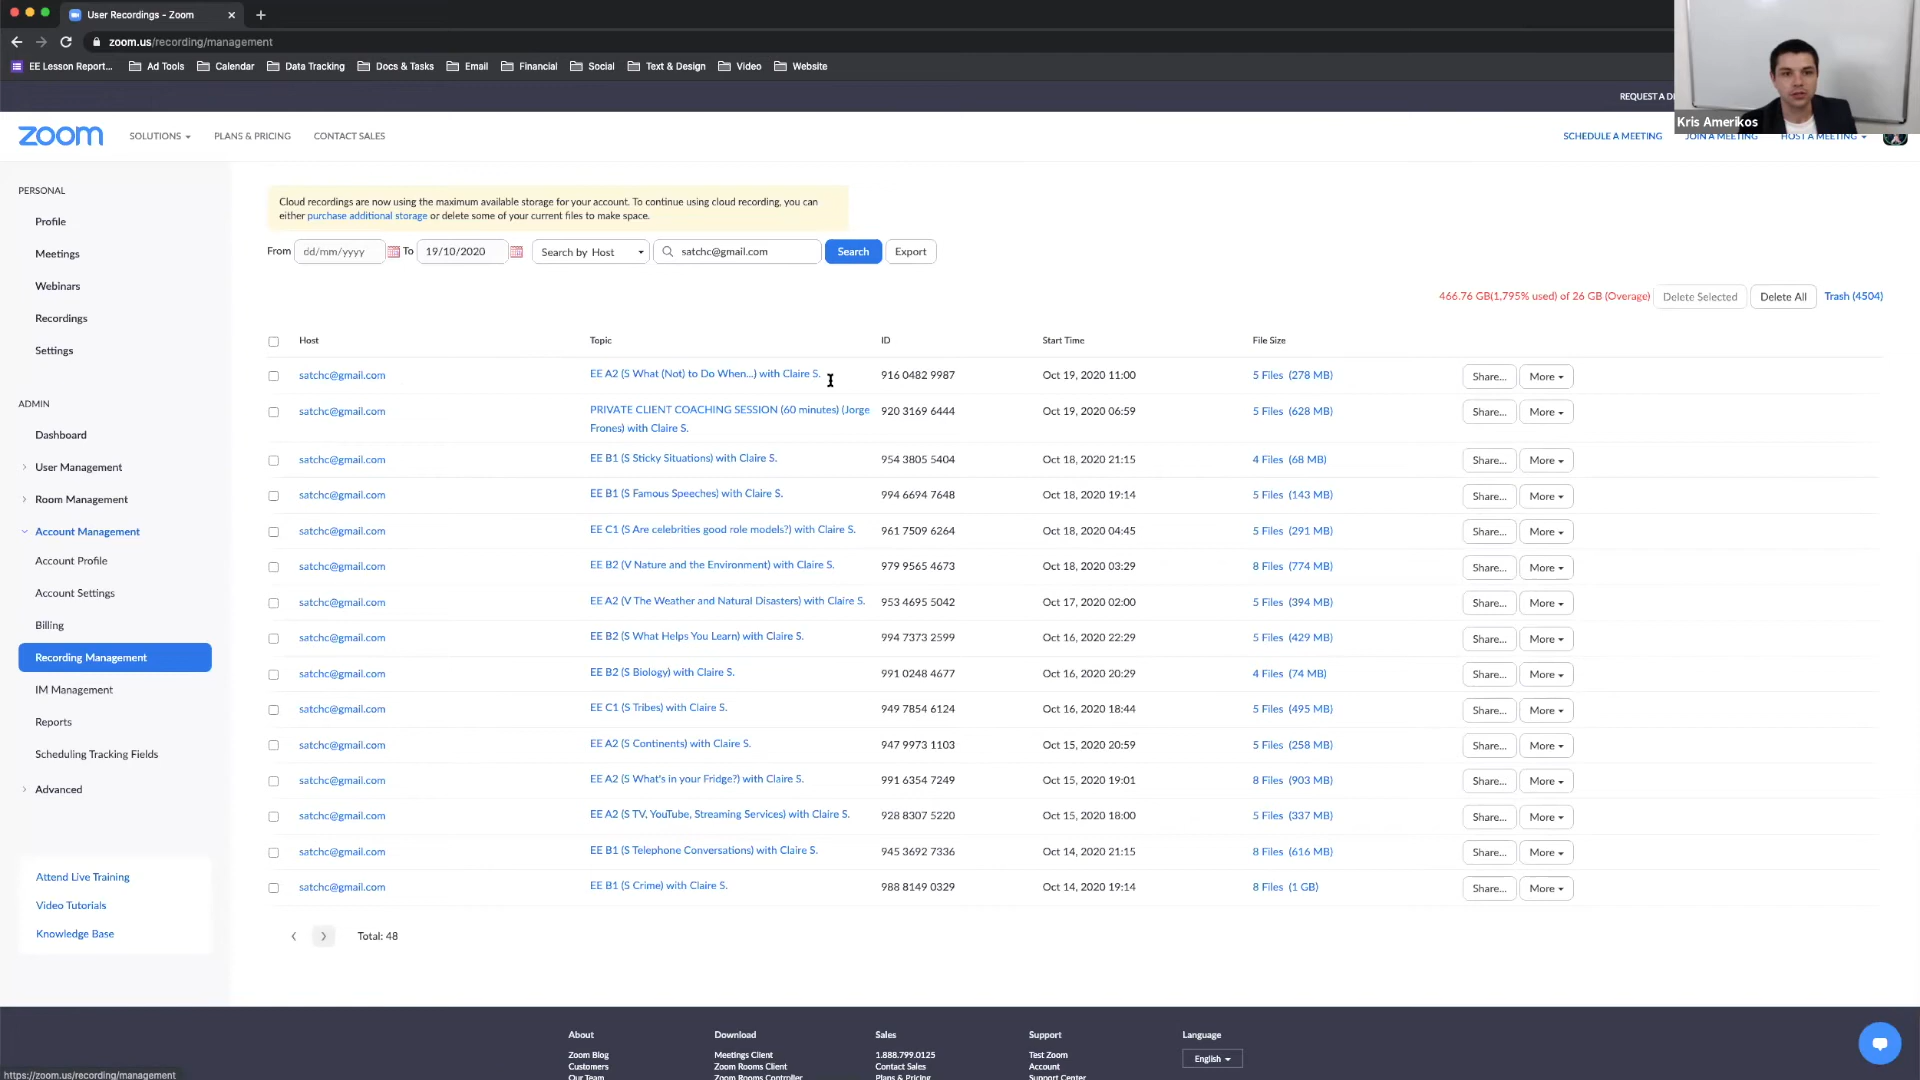 User Recordings - Zoom
zoom.us/recording/management
EE Lesson Report...
Ad Tools
Calendar
Data Tracking
Docs & Tasks
Email
Financial
Social
Text & Design
Video
Website
REQUEST A
Kris Amerikos
zoom
SOLUTIONS
PLANS & PRICING
CONTACT SALES
SCHEDULE A MEETING
JOIN A MEETING
HOST A MEETING
PERSONAL
Profile
Meetings
Webinars
Recordings
Settings
ADMIN
Dashboard
User Management
Room Management
Account Management
Account Profile
Account Settings
Billing
Recording Management
IM Management
Reports
Scheduling Tracking Fields
Advanced
Attend Live Training
Video Tutorials
Knowledge Base
Cloud recordings are now using the maximum available storage for your account. To continue using cloud recording, you can
either purchase additional storage or delete some of your current files to make space.
From dd/mm/yyyy To 19/10/2020 Search by Host satchc@gmail.com Search Export
466.76 GB(1,795% used) of 26 GB (Overage) Delete Selected Delete All Trash (4504)
Host Topic ID Start Time File Size
satchc@gmail.com EE A2 (S What (Not) to Do When...) with Claire S. 916 0482 9987 Oct 19, 2020 11:00 5 Files (278 MB) Share... More
satchc@gmail.com PRIVATE CLIENT COACHING SESSION (60 minutes) (Jorge 920 3169 6444 Oct 19, 2020 06:59 5 Files (628 MB) Share... More
Frones) with Claire S.
satchc@gmail.com EE B1 (S Sticky Situations) with Claire S. 954 3805 5404 Oct 18, 2020 21:15 4 Files (68 MB) Share... More
satchc@gmail.com EE B1 (S Famous Speeches) with Claire S. 994 6694 7648 Oct 18, 2020 19:14 5 Files (143 MB) Share... More
satchc@gmail.com EE C1 (S Are celebrities good role models?) with Claire S. 961 7509 6264 Oct 18, 2020 04:45 5 Files (291 MB) Share... More
satchc@gmail.com EE B2 (V Nature and the Environment) with Claire S. 979 9565 4673 Oct 18, 2020 03:29 8 Files (774 MB) Share... More
satchc@gmail.com EE A2 (V The Weather and Natural Disasters) with Claire S. 953 4695 5042 Oct 17, 2020 02:00 5 Files (394 MB) Share... More
satchc@gmail.com EE B2 (S What Helps You Learn) with Claire S. 994 7373 2599 Oct 16, 2020 22:29 5 Files (429 MB) Share... More
satchc@gmail.com EE B2 (S Biology) with Claire S. 991 0248 4677 Oct 16, 2020 20:29 4 Files (74 MB) Share... More
satchc@gmail.com EE C1 (S Tribes) with Claire S. 949 7854 6124 Oct 16, 2020 18:44 5 Files (495 MB) Share... More
satchc@gmail.com EE A2 (S Continents) with Claire S. 947 9973 1103 Oct 15, 2020 20:59 5 Files (258 MB) Share... More
satchc@gmail.com EE A2 (S What's in your Fridge?) with Claire S. 991 6354 7249 Oct 15, 2020 19:01 8 Files (903 MB) Share... More
satchc@gmail.com EE A2 (S TV, YouTube, Streaming Services) with Claire S. 928 8307 5220 Oct 15, 2020 18:00 5 Files (337 MB) Share... More
satchc@gmail.com EE B1 (S Telephone Conversations) with Claire S. 945 3692 7336 Oct 14, 2020 21:15 8 Files (616 MB) Share... More
satchc@gmail.com EE B1 (S Crime) with Claire S. 988 8149 0329 Oct 14, 2020 19:14 8 Files (1 GB) Share... More
Total: 48
About Download Sales Support Language
Zoom Blog Meetings Client 1.888.799.0125 Test Zoom English
Customers Zoom Rooms Client Contact Sales Account
Our Team Zoom Rooms Controller Plans & Pricing Support Center
https://zoom.us/recording/management